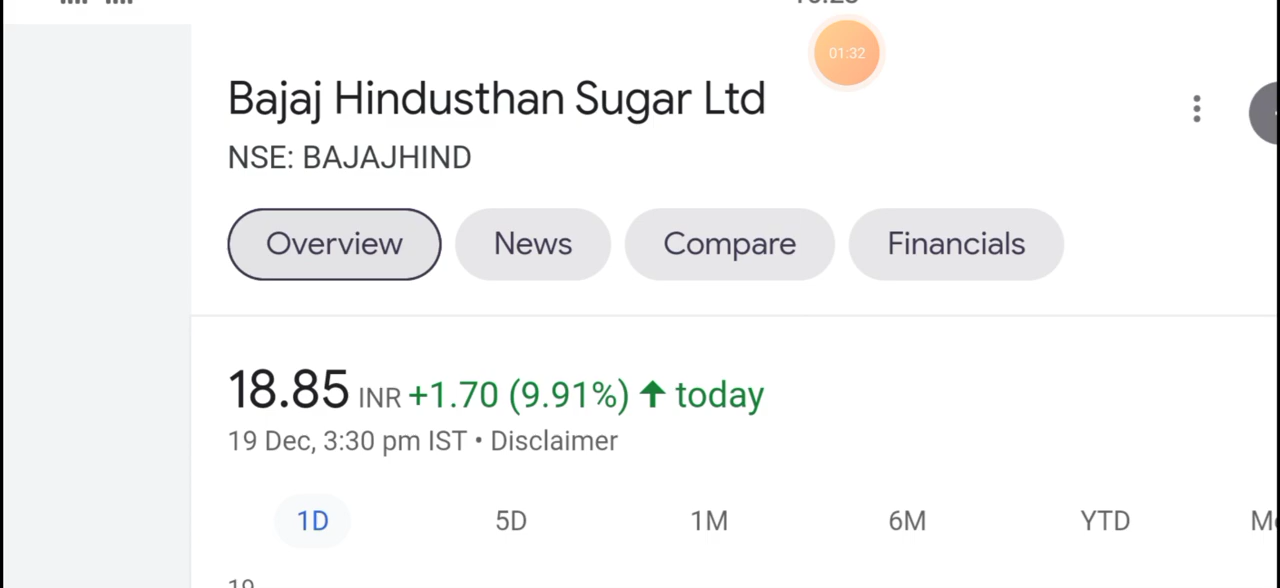 01:32
Bajaj Hindusthan Sugar Ltd
NSE: BAJAJHIND
Overview News Compare Financials
18.85 INR +1.70 (9.91%) ↑ today
19 Dec, 3:30 pm IST • Disclaimer
1D 5D 1M 6M YTD
19